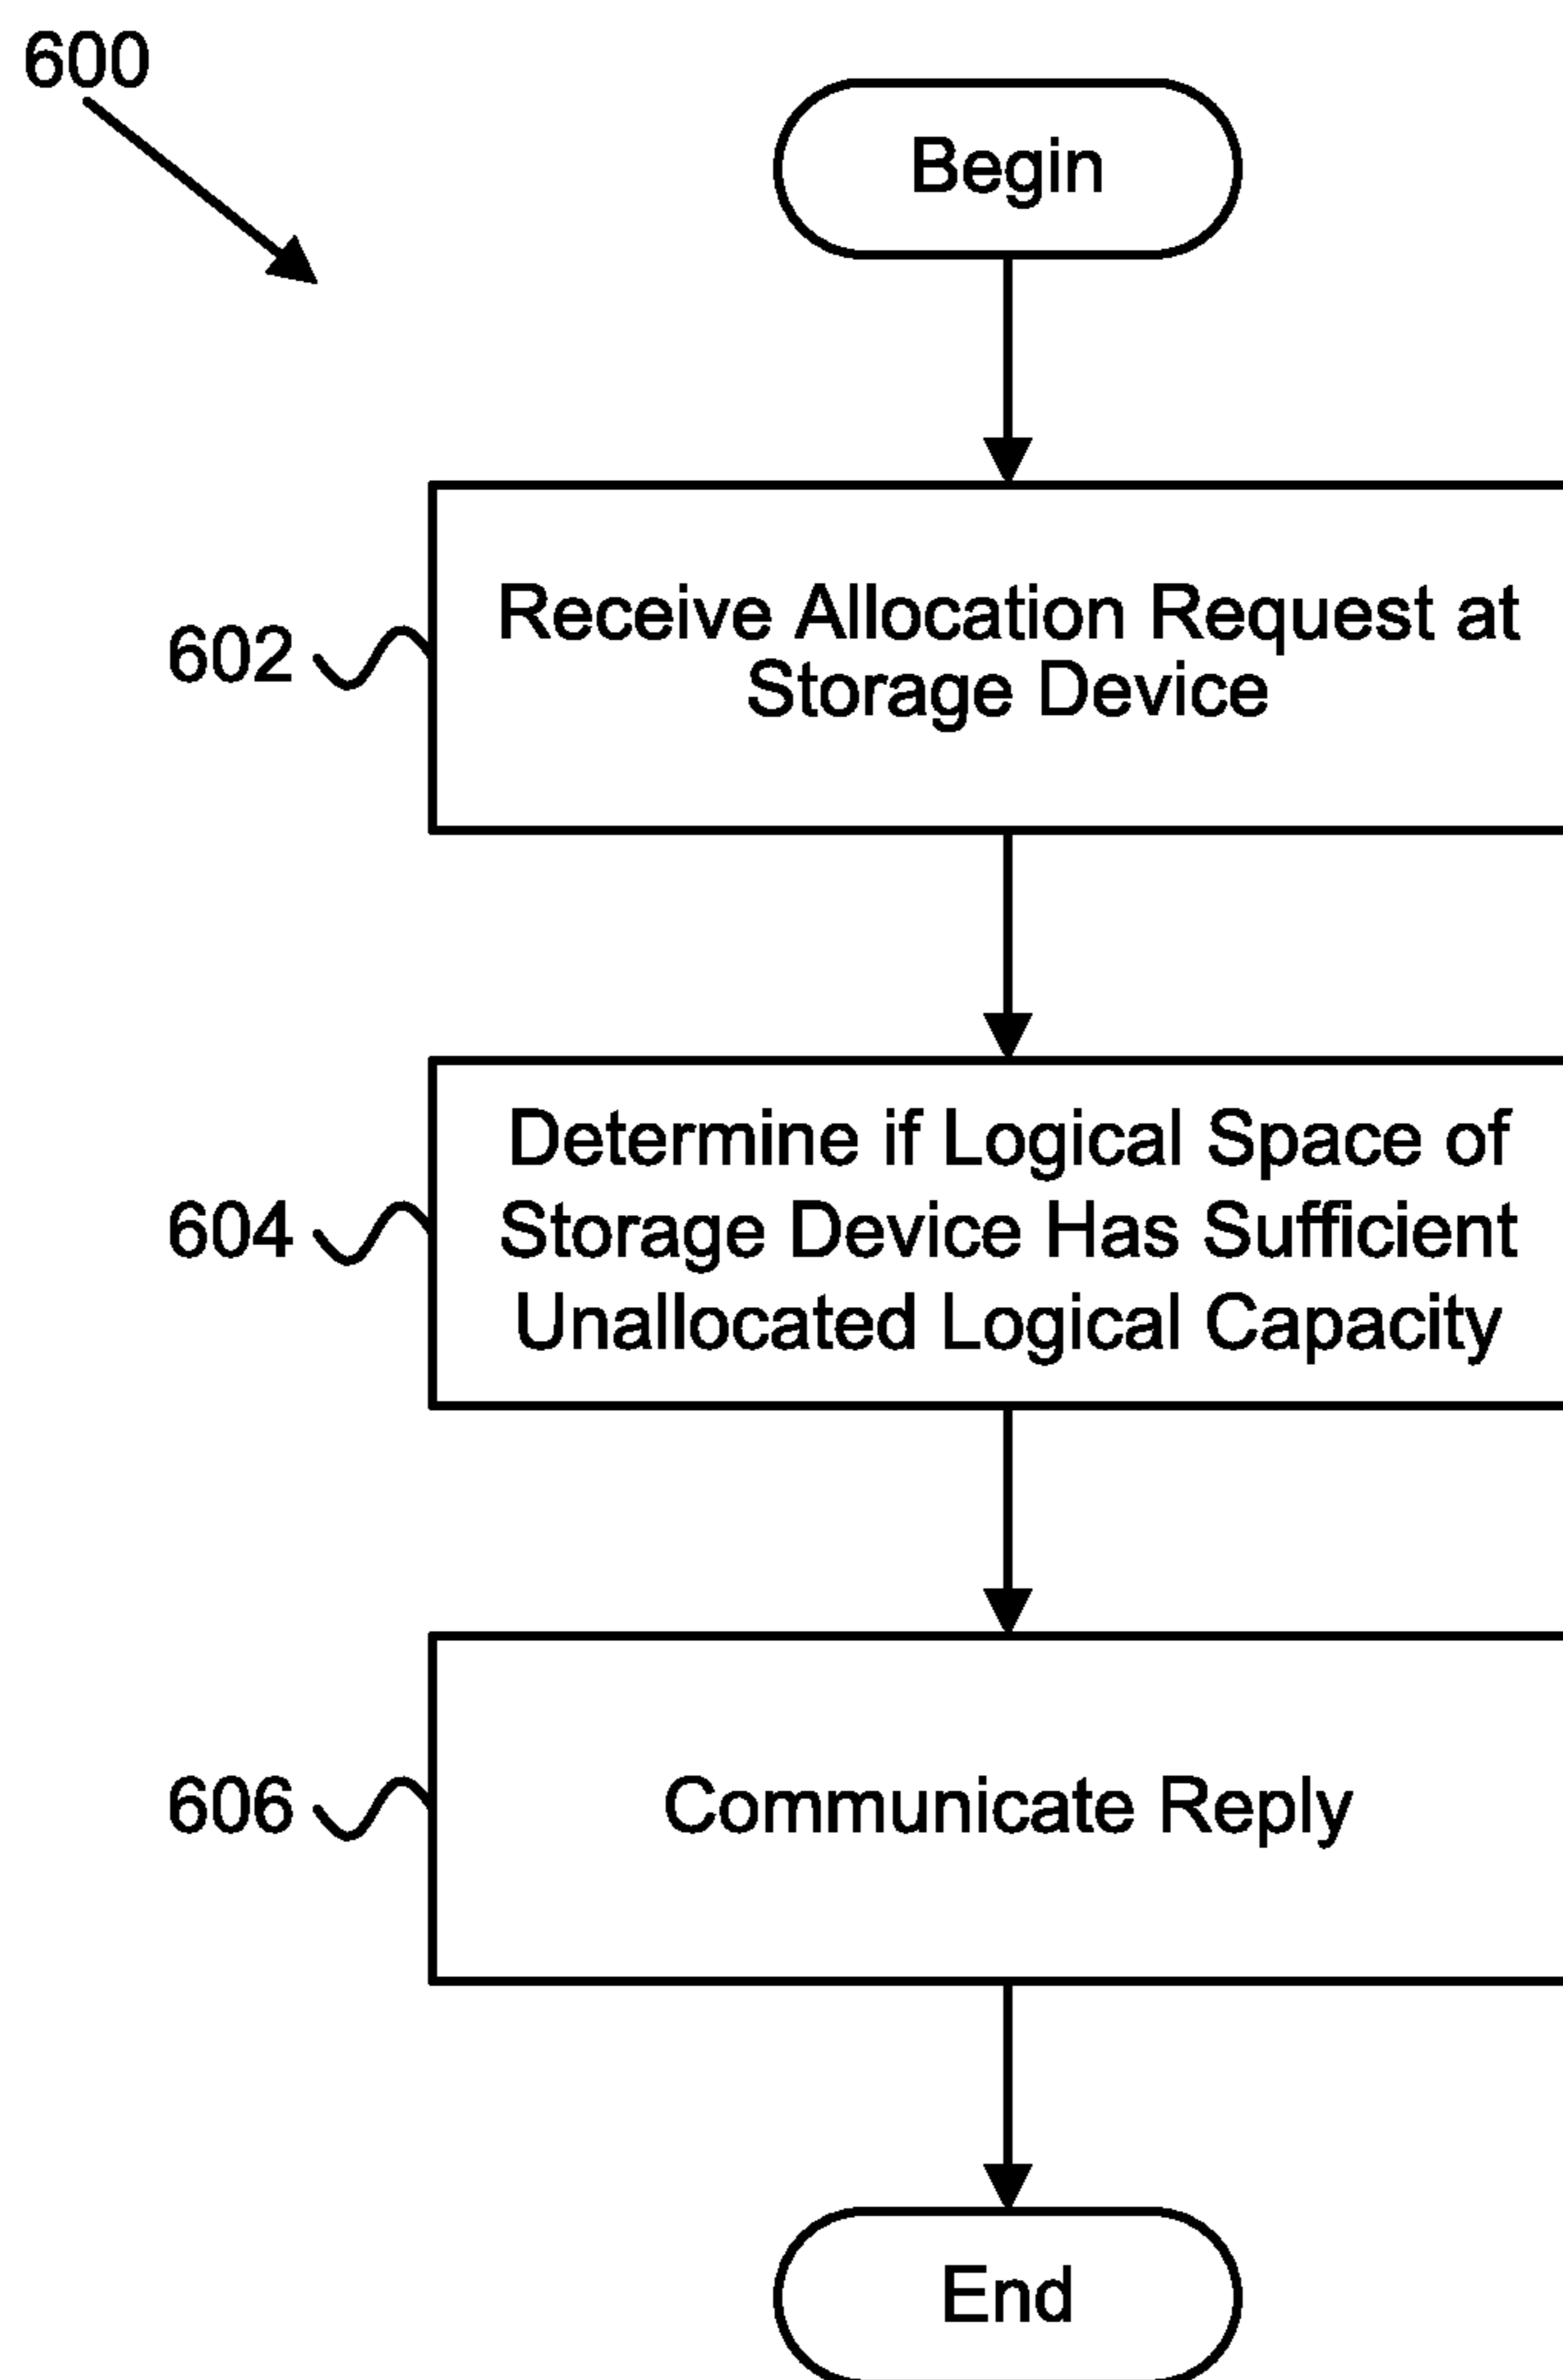 600
Begin
602
Receive Allocation Request at
Storage Device
604
Determine if Logical Space of
Storage Device Has Sufficient
Unallocated Logical Capacity
606
Communicate Reply
End